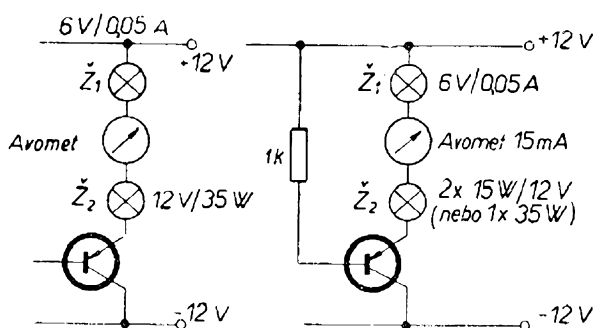 6V/0,05 A
+12 V
Ž1
Avomet
Ž2 12 V/35 W
-12 V
+12 V
Ž1 6V/0,05A
1k
Avomet 15mA
Ž2 2x 15 W/12 V
(nebo 1x 35 W)
-12 V